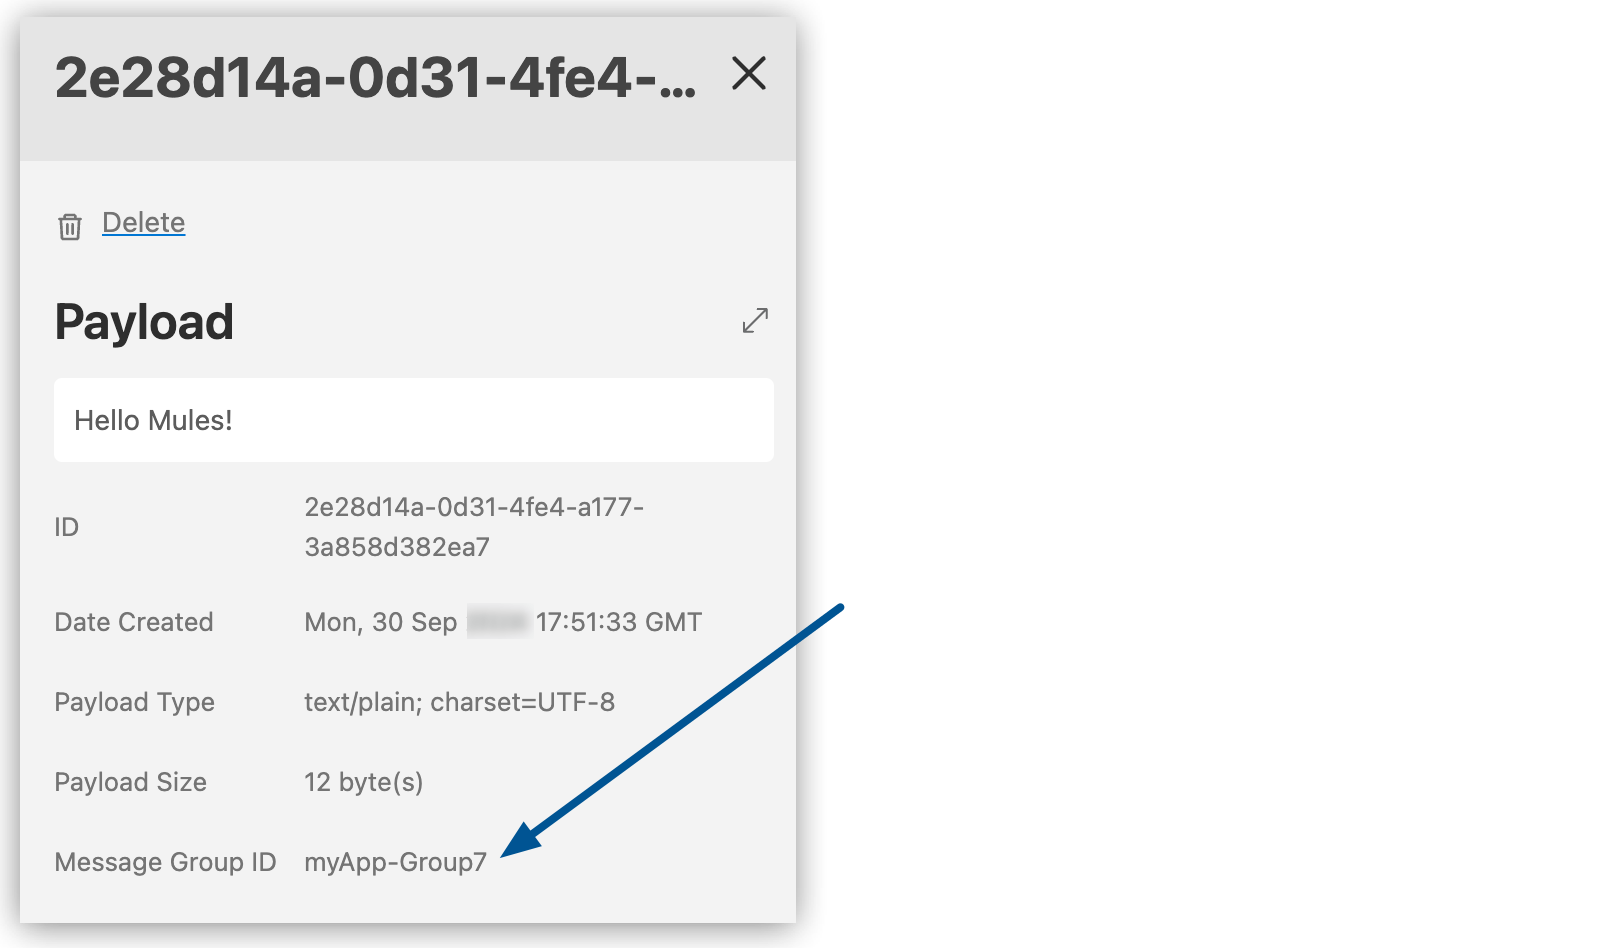 2e28d14a-0d31-4fe4-...
Delete
Payload
Hello Mules!
ID
2e28d14a-0d31-4fe4-a177-
3a858d382ea7
Date Created
Mon, 30 Sep 17:51:33 GMT
Payload Type
text/plain; charset=UTF-8
Payload Size
12 byte(s)
Message Group ID
myApp-Group7